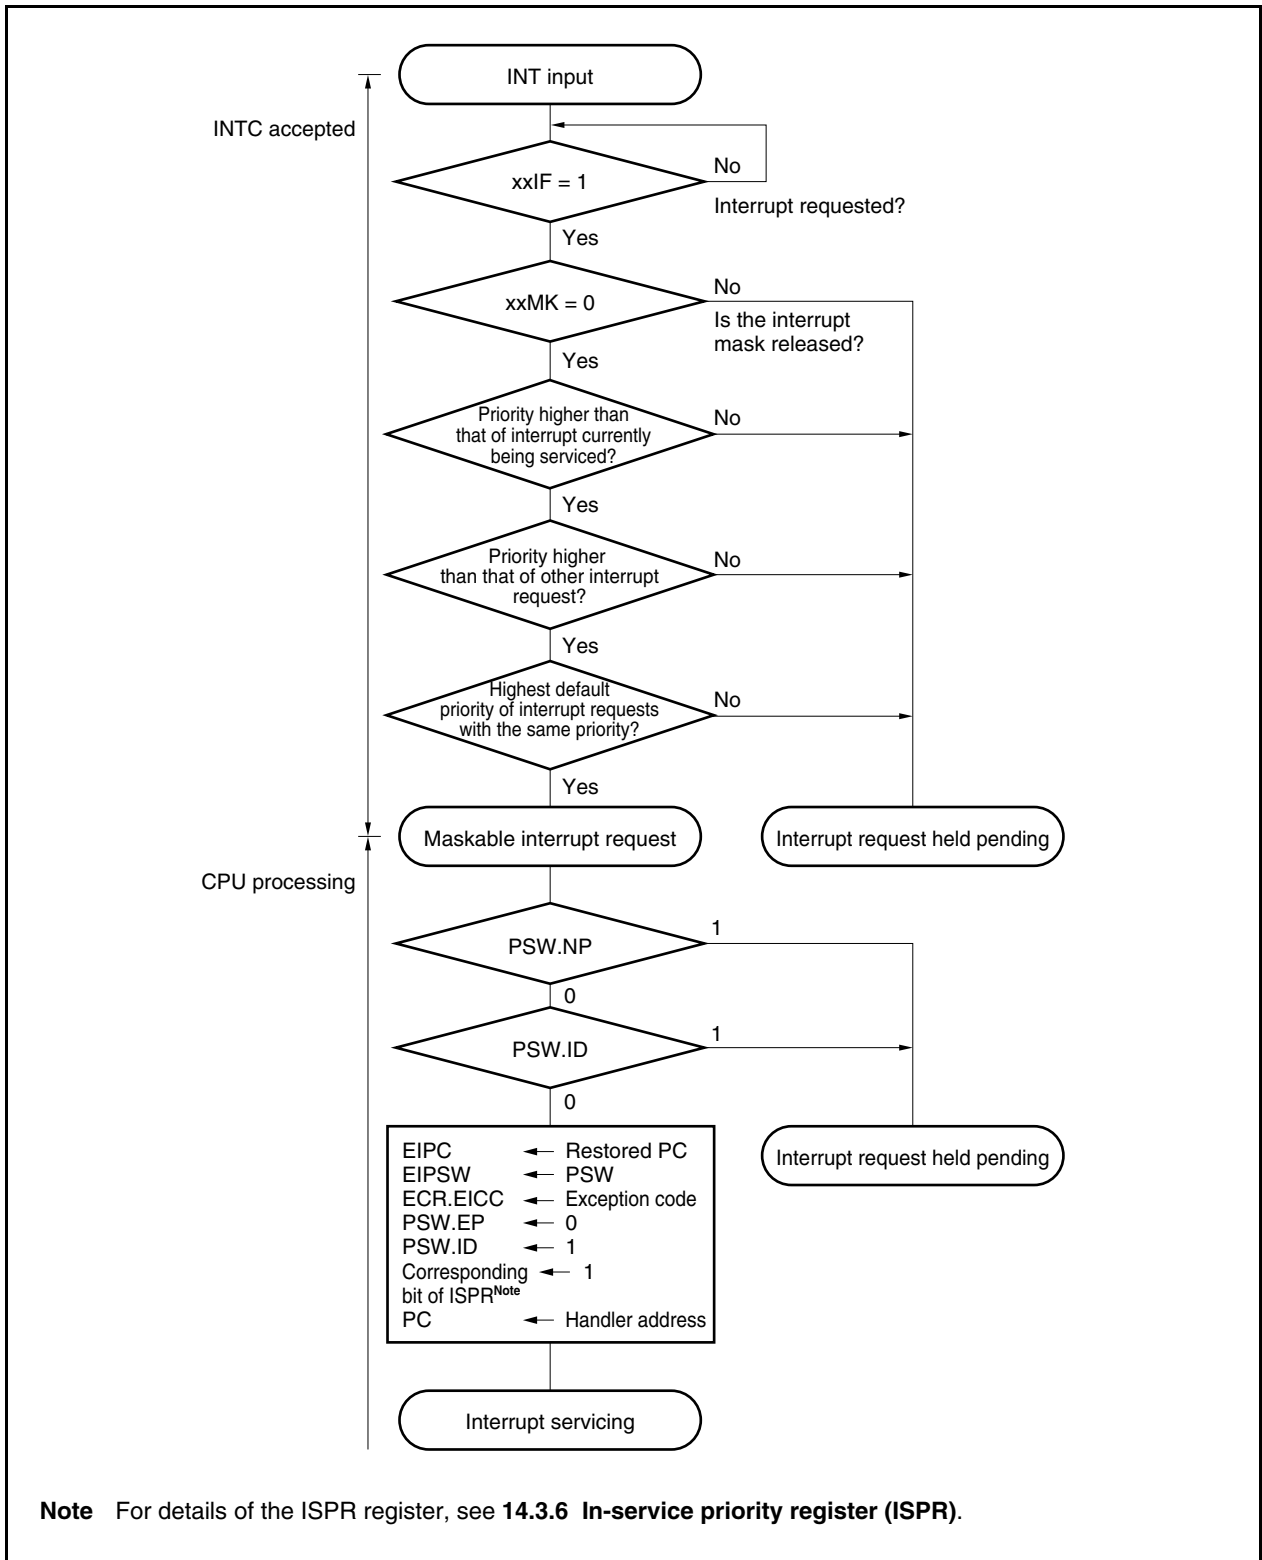 INT input
INTC accepted
xxIF = 1
No
Interrupt requested?
Yes
xxMK = 0
No
Is the interrupt
mask released?
Yes
Priority higher than
that of interrupt currently
being serviced?
No
Yes
Priority higher
than that of other interrupt
request?
No
Yes
Highest default
priority of interrupt requests
with the same priority?
No
Yes
Maskable interrupt request
Interrupt request held pending
CPU processing
PSW.NP
1
0
PSW.ID
1
0
EIPC ← Restored PC
EIPSW ← PSW
ECR.EICC ← Exception code
PSW.EP ← 0
PSW.ID ← 1
Corresponding ← 1
bit of ISPR Note
PC ← Handler address
Interrupt request held pending
Interrupt servicing
Note For details of the ISPR register, see 14.3.6 In-service priority register (ISPR).